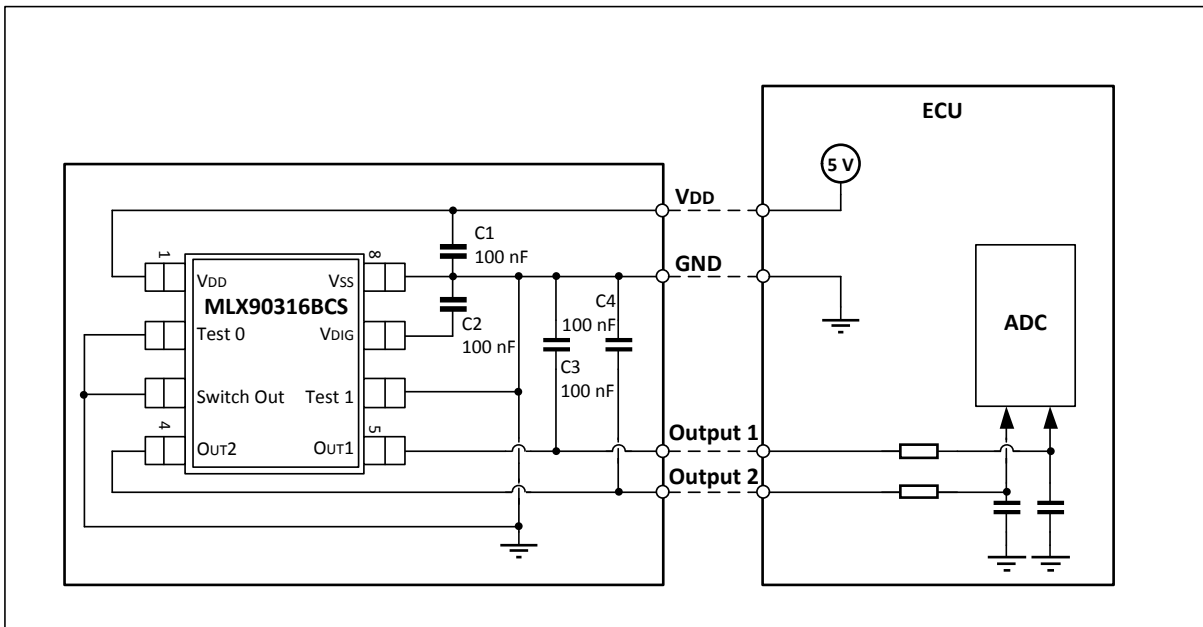 ECU
5 V
VDD
C1
100 nF
1
8
VDD
VSS
GND
MLX90316BCS
C2
100 nF
C4
100 nF
ADC
Test 0
VDIG
C3
100 nF
Switch Out
Test 1
4
5
OUT2
OUT1
Output 1
Output 2